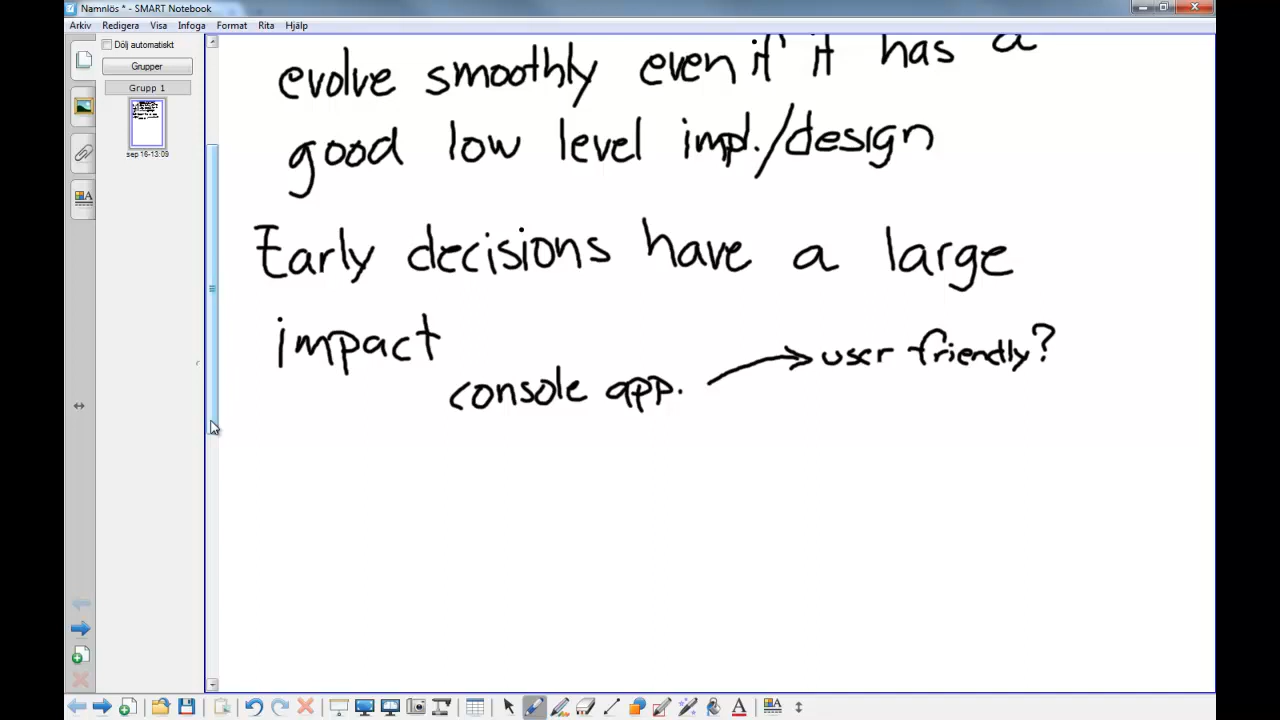 Namnlös * - SMART Notebook
Arkiv Redigera Visa Infoga Format Rita Hjälp
Dölj automatiskt
Grupper
Grupp 1
sep 16-13:09
evolve smoothly even if it has a
good low level impl./design
Early decisions have a large
impact
console app. → user friendly?